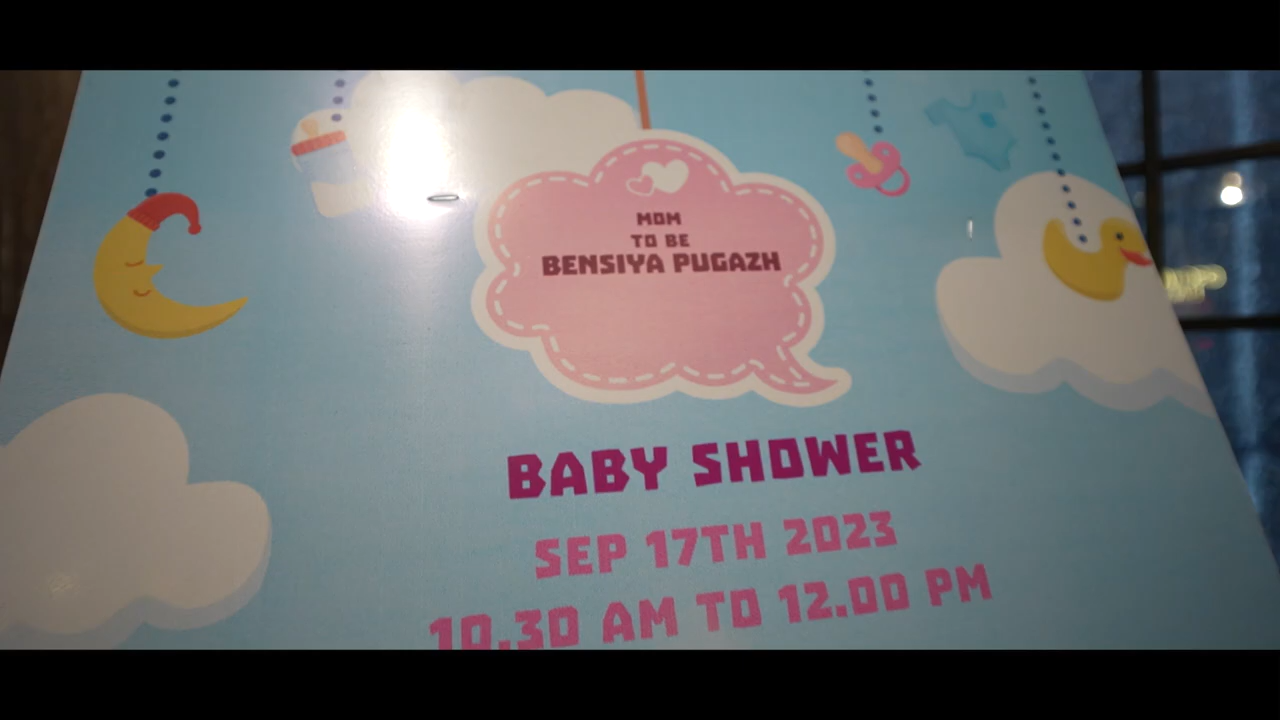 MOM
TO BE
BENSIYA PUGAZH
BABY SHOWER
SEP 17TH 2023
10.30 AM TO 12.00 PM